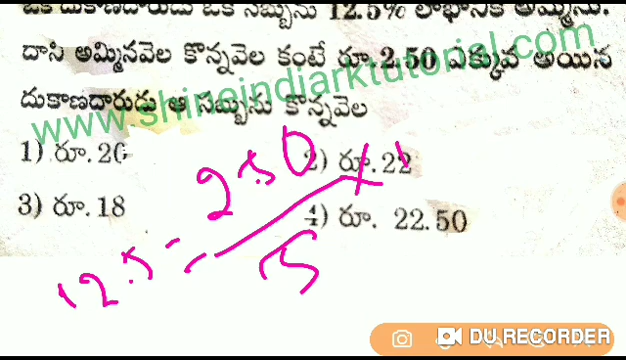 ఒక దుకాణదారుడు ఒక సబ్బును 12.5% లాభానికి అమ్మెను.
దాని అమ్మినవెల కొన్నవెల కంటే రూ.2.50 ఎక్కువ అయిన
దుకాణదారుడు ఆ సబ్బును కొన్నవెల
www.shineindiarktutorial.com
1) రూ.20
2) రూ.22
3) రూ.18
4) రూ. 22.50
2.50
12.5 =
DU RECORDER